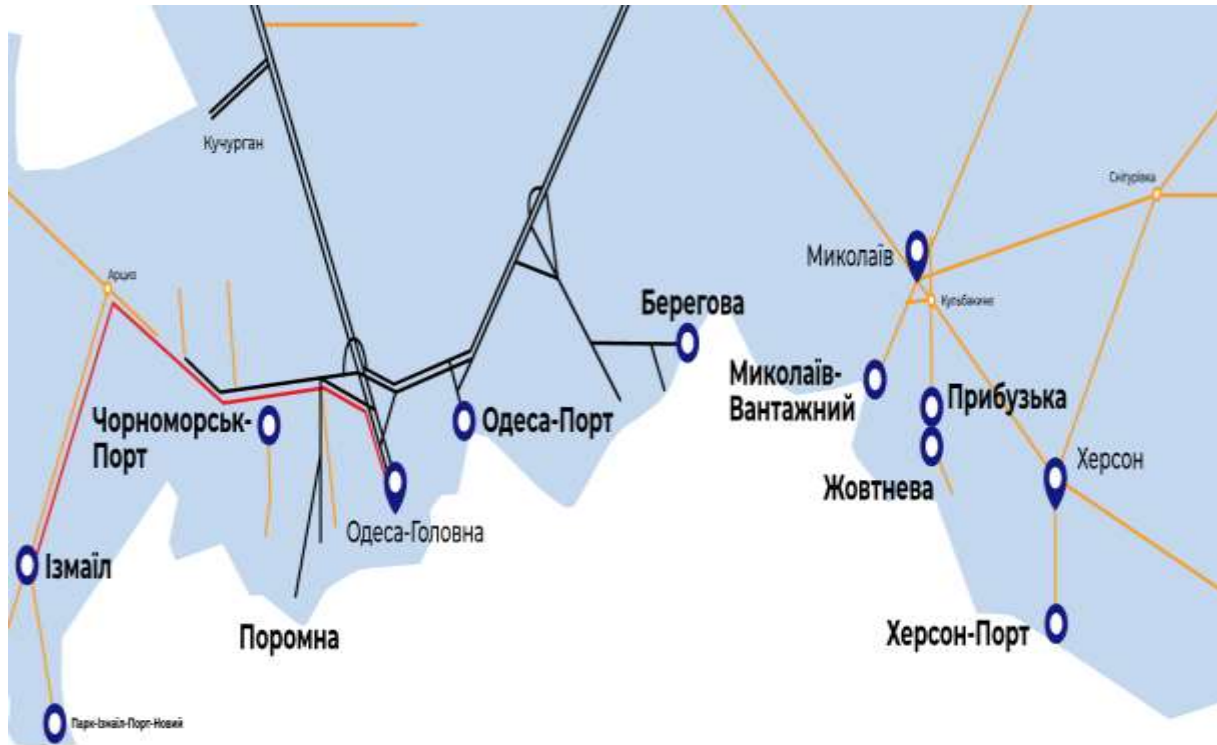 Кучурган
Снігурівка
Миколаїв
Арциз
Берегова
Кульбакине
Миколаїв-
Вантажний
Прибузька
Чорноморськ-
Порт
Одеса-Порт
Жовтнева
Херсон
Одеса-Головна
Ізмаїл
Поромна
Херсон-Порт
Парк-Ізмаїл-Порт-Новий